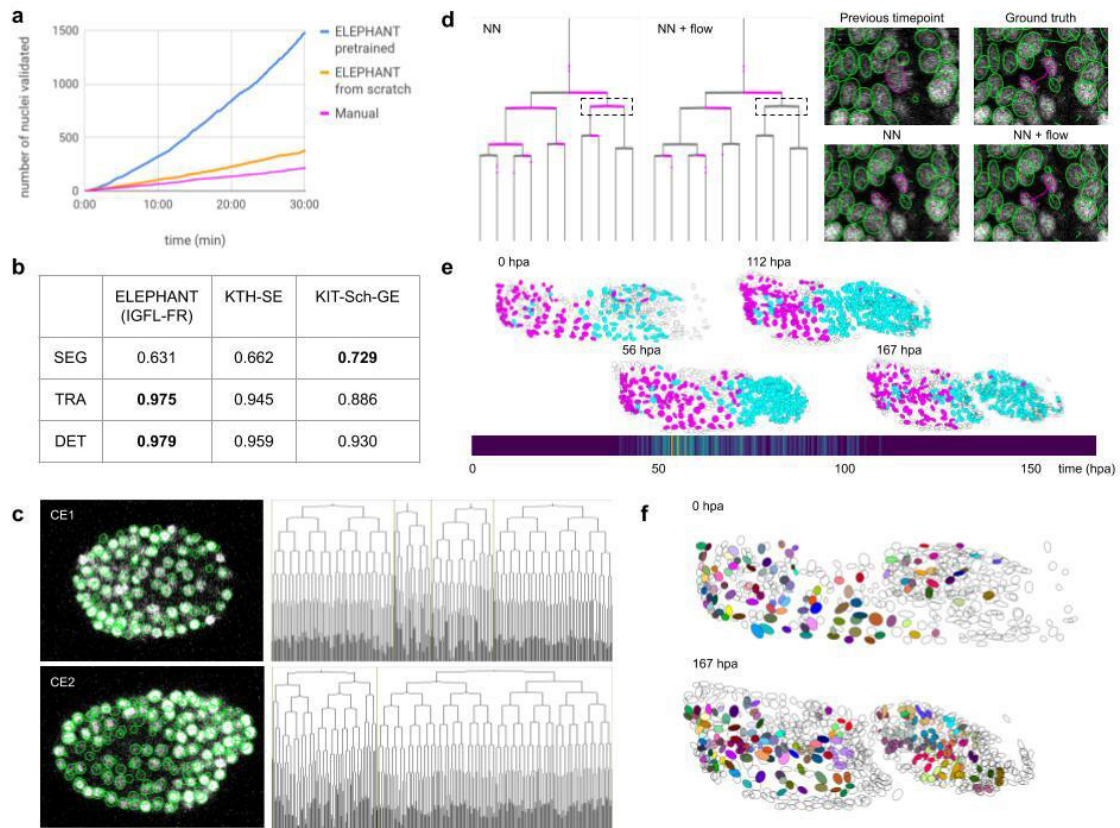 a
number of nuclei validated
1500
1000
500
0
0:00 10:00 20:00 30:00
time (min)
ELEPHANT
pretrained
ELEPHANT
from scratch
Manual
b
ELEPHANT
(IGFL-FR)
KTH-SE
KIT-Sch-GE
SEG 0.631 0.662 0.729
TRA 0.975 0.945 0.886
DET 0.979 0.959 0.930
c
CE1
CE2
d
NN
NN + flow
Previous timepoint
Ground truth
NN
NN + flow
e
0 hpa
112 hpa
56 hpa
167 hpa
0 50 100 150 time (hpa)
f
0 hpa
167 hpa